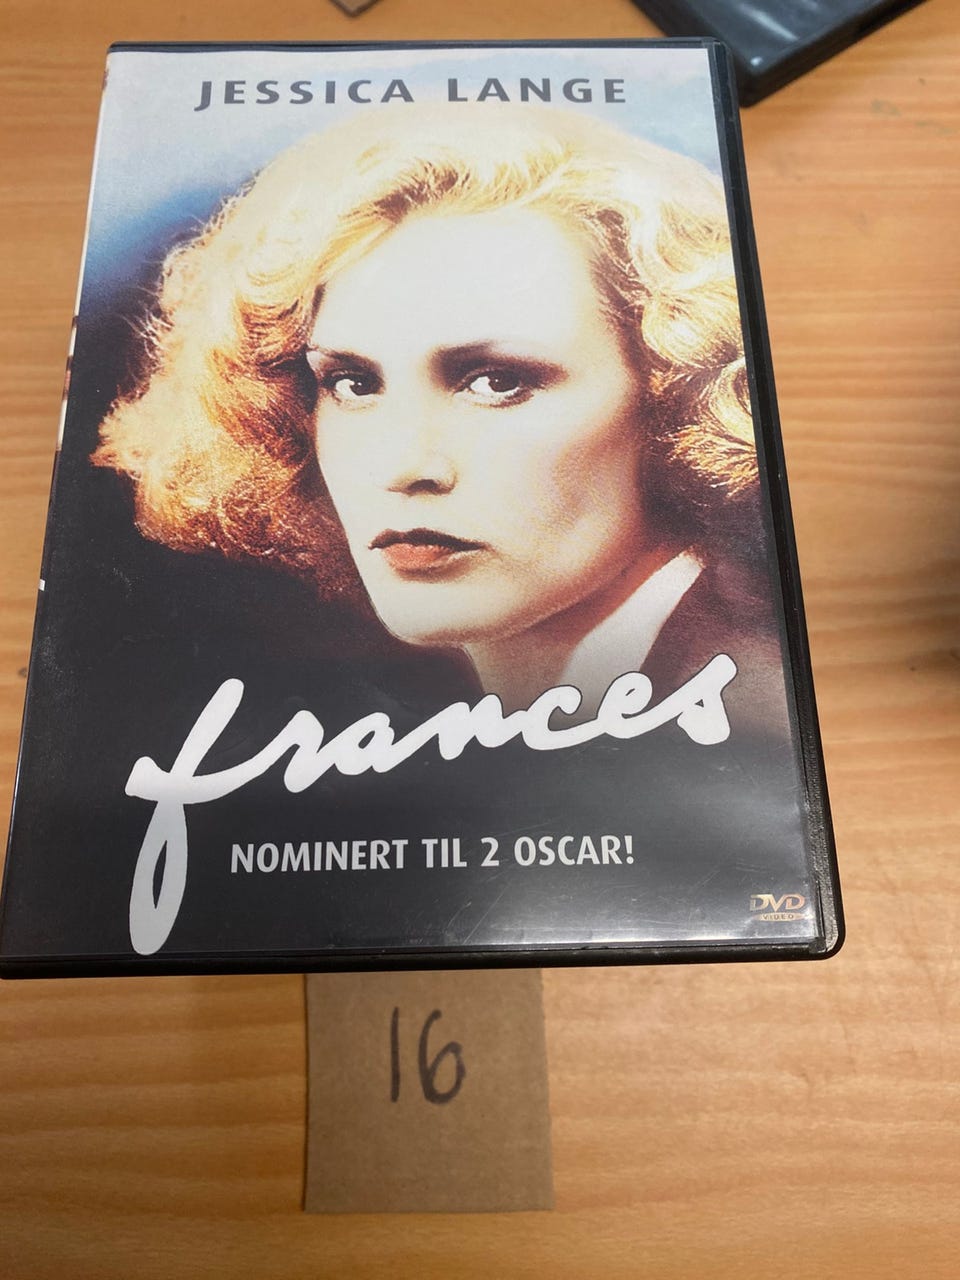 JESSICA LANGE
frances
NOMINERT TIL 2 OSCAR!
DVD
VIDEO
16